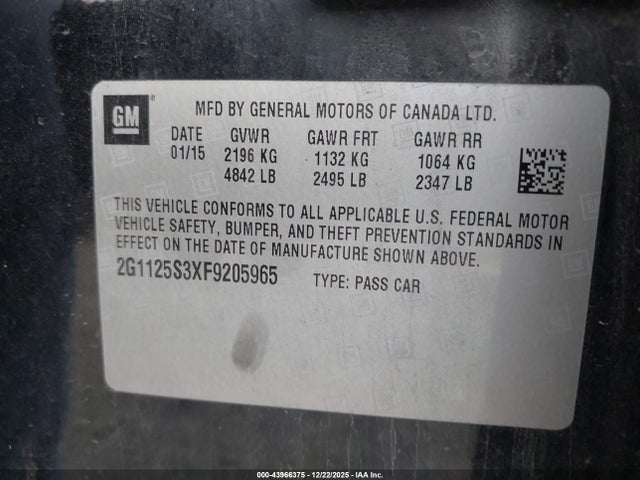 GM ®
MFD BY GENERAL MOTORS OF CANADA LTD.
DATE GVWR GAWR FRT GAWR RR
01/15 2196 KG 1132 KG 1064 KG
4842 LB 2495 LB 2347 LB
THIS VEHICLE CONFORMS TO ALL APPLICABLE U.S. FEDERAL MOTOR
VEHICLE SAFETY, BUMPER, AND THEFT PREVENTION STANDARDS IN
EFFECT ON THE DATE OF MANUFACTURE SHOWN ABOVE.
2G1125S3XF9205965 TYPE: PASS CAR
000-43966375 - 12/22/2025 - IAA Inc.